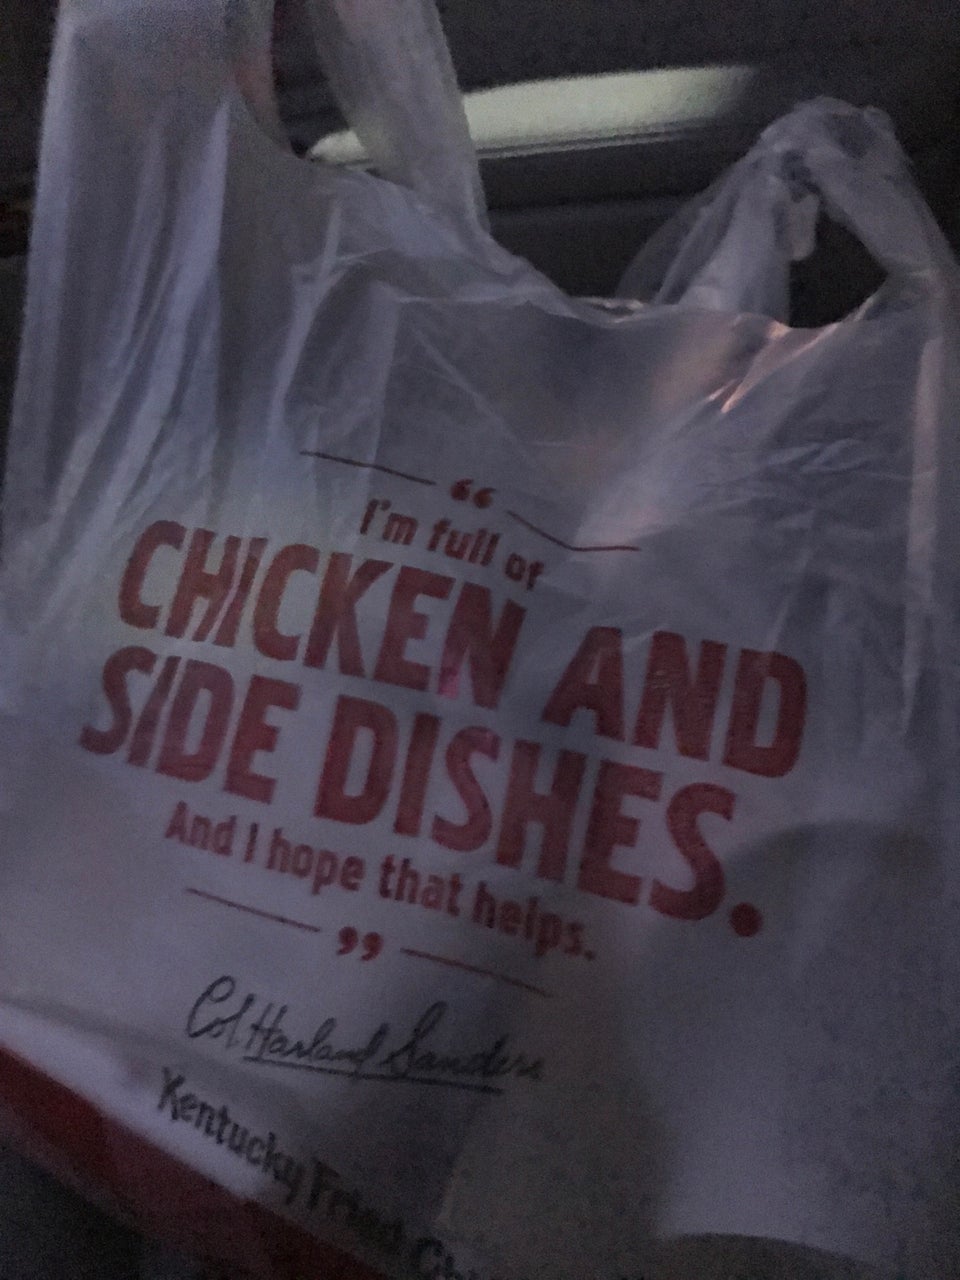 “
I'm full of
CHICKEN AND
SIDE DISHES.
And I hope that helps.
”
Col Harland Sanders
Kentucky Fried